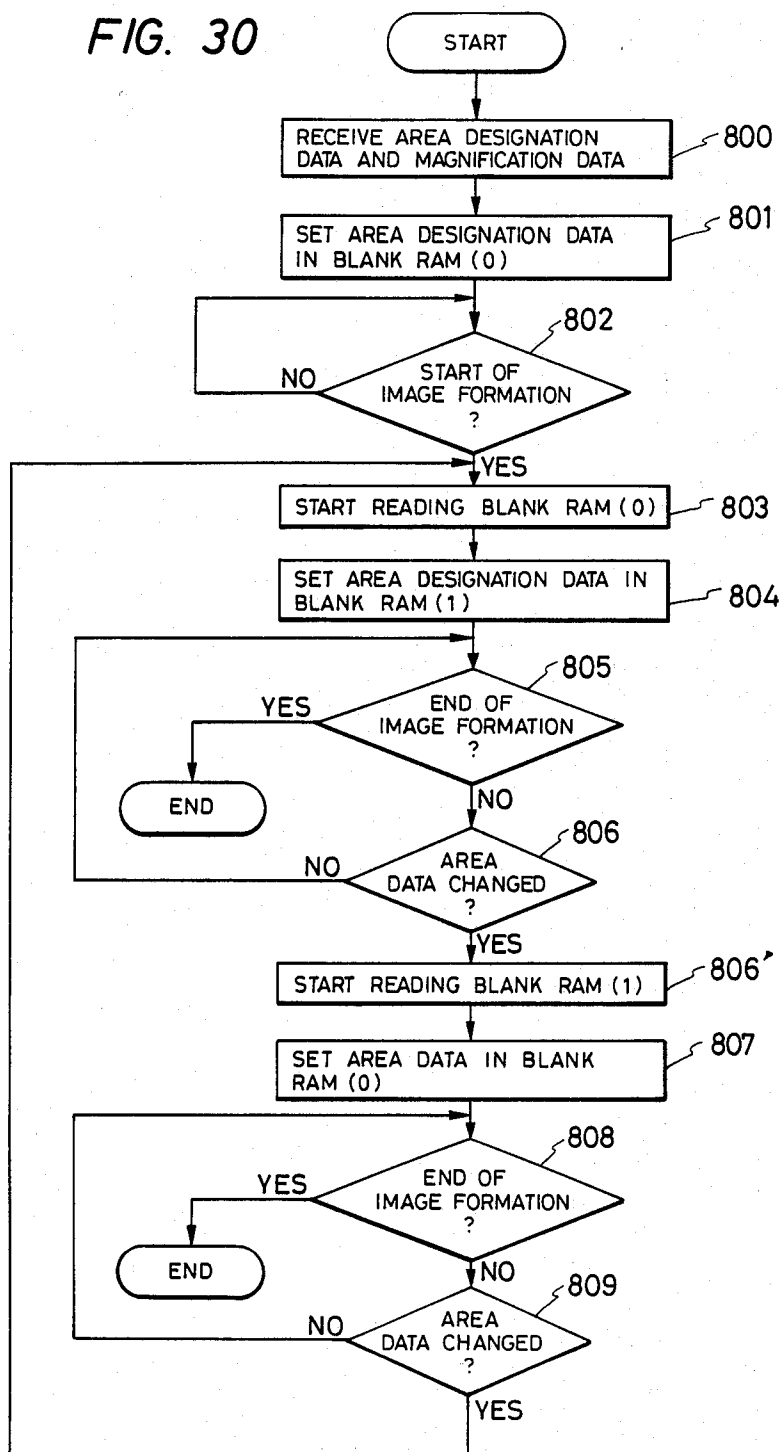 FIG. 30
START
RECEIVE AREA DESIGNATION
DATA AND MAGNIFICATION DATA
800
SET AREA DESIGNATION DATA
IN BLANK RAM (0)
801
802
START OF
IMAGE FORMATION
?
NO
YES
START READING BLANK RAM (0)
803
SET AREA DESIGNATION DATA IN
BLANK RAM (1)
804
805
END OF
IMAGE FORMATION
?
YES
END
NO
806
AREA
DATA CHANGED
?
NO
YES
START READING BLANK RAM (1)
806'
SET AREA DATA IN BLANK
RAM (0)
807
808
END OF
IMAGE FORMATION
?
YES
END
NO
809
AREA
DATA CHANGED
?
NO
YES